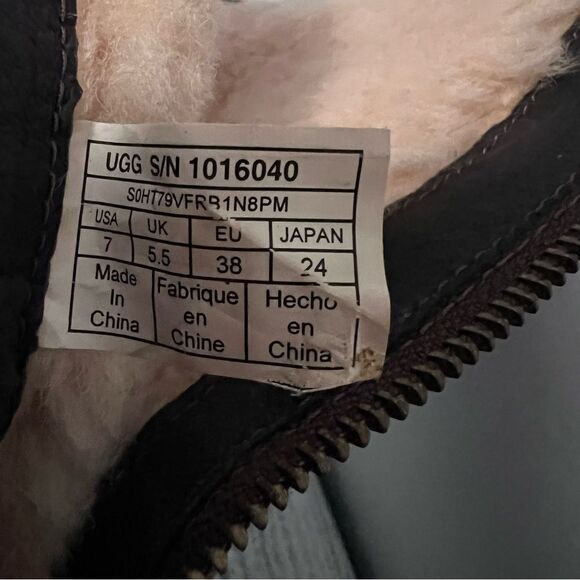 UGG S/N 1016040
S0HT79VFRB1N8PM
USA UK EU JAPAN
7 5.5 38 24
Made Fabrique Hecho
In en en
China Chine China